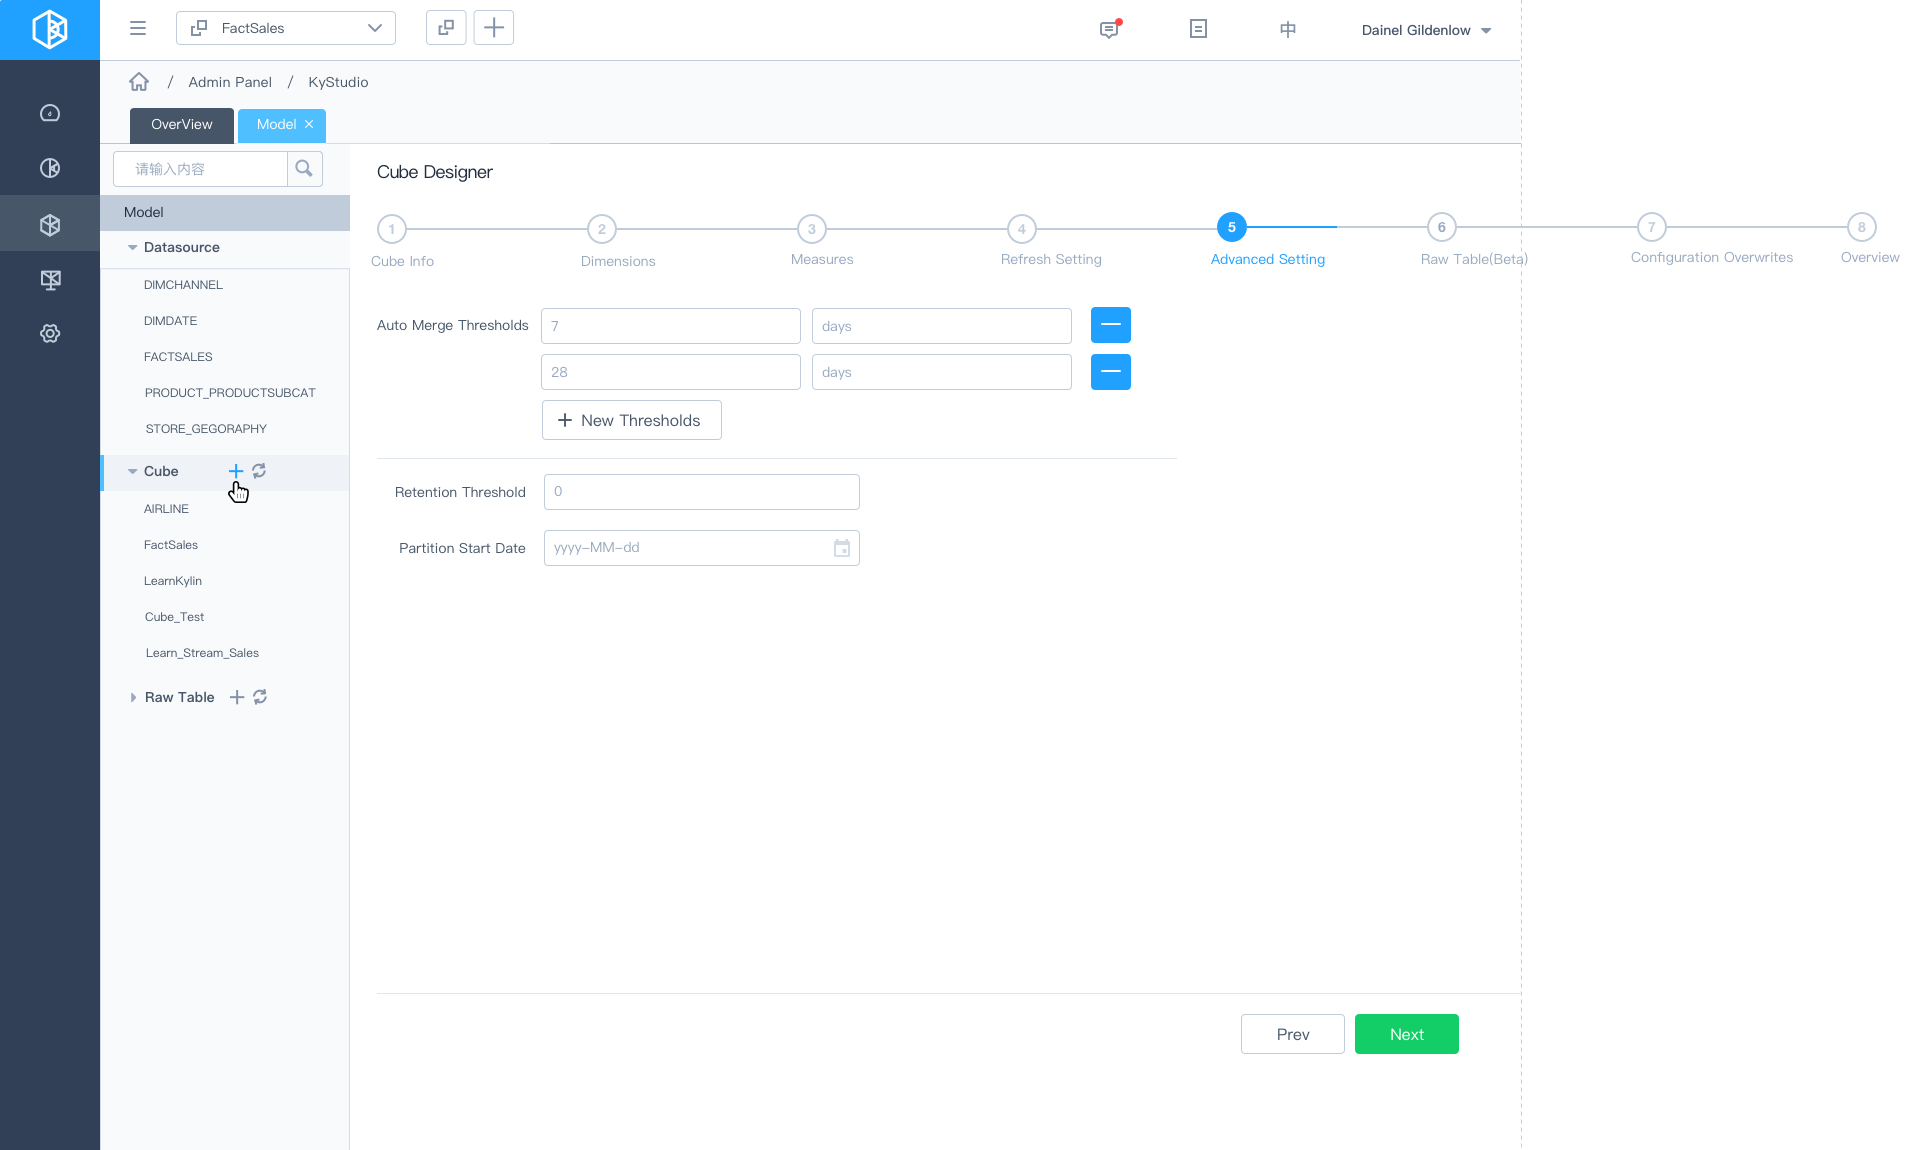 FactSales
中
Dainel Gildenlow
/ Admin Panel / KyStudio
OverView
Model ×
请输入内容
Cube Designer
Model
1
2
3
4
5
6
7
8
Cube Info
Dimensions
Measures
Refresh Setting
Advanced Setting
Raw Table(Beta)
Configuration Overwrites
Overview
Datasource
DIMCHANNEL
DIMDATE
FACTSALES
PRODUCT_PRODUCTSUBCAT
STORE_GEGORAPHY
Cube
AIRLINE
FactSales
LearnKylin
Cube_Test
Learn_Stream_Sales
Raw Table
Auto Merge Thresholds
7
days
28
days
+ New Thresholds
Retention Threshold
0
Partition Start Date
yyyy-MM-dd
Prev
Next